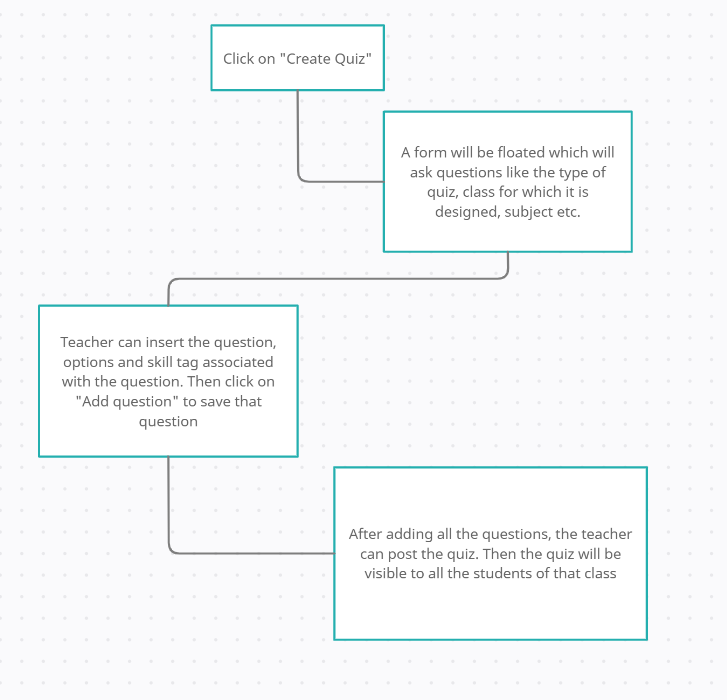 Click on "Create Quiz"
A form will be floated which will
ask questions like the type of
quiz, class for which it is
designed, subject etc.
Teacher can insert the question,
options and skill tag associated
with the question. Then click on
"Add question" to save that
question
After adding all the questions, the teacher
can post the quiz. Then the quiz will be
visible to all the students of that class